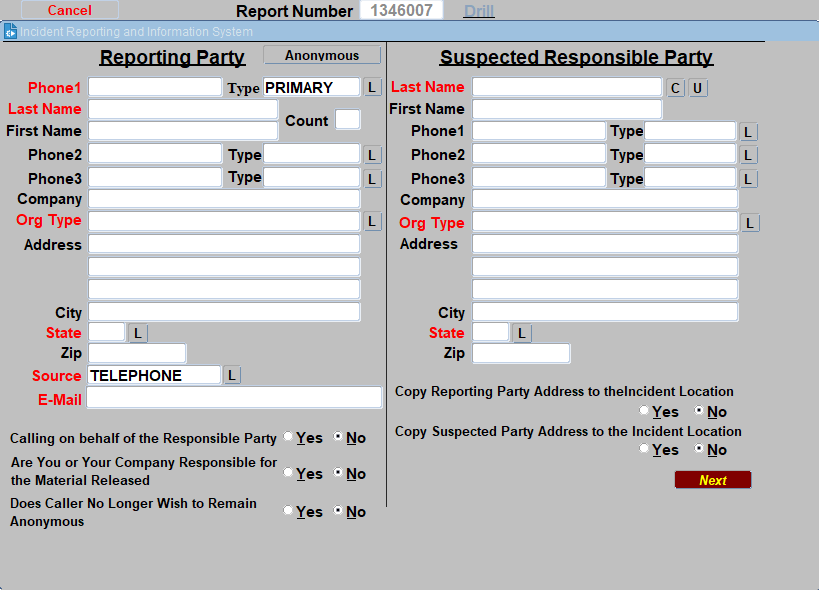 Cancel Report Number 1346007 Drill
Incident Reporting and Information System
Reporting Party Anonymous
Phone1 Type PRIMARY L
Last Name
Count
First Name
Phone2 Type L
Phone3 Type L
Company
Org Type L
Address
City
State L
Zip
Source TELEPHONE L
E-Mail
Calling on behalf of the Responsible Party Yes No
Are You or Your Company Responsible for
the Material Released Yes No
Does Caller No Longer Wish to Remain
Anonymous Yes No
Suspected Responsible Party
Last Name C U
First Name
Phone1 Type L
Phone2 Type L
Phone3 Type L
Company
Org Type L
Address
City
State L
Zip
Copy Reporting Party Address to theIncident Location
Yes No
Copy Suspected Party Address to the Incident Location
Yes No
Next